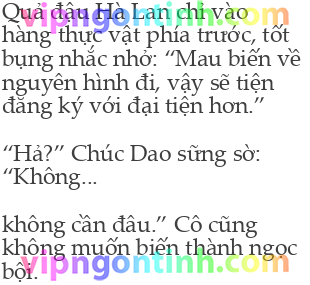 Quả đậu Hà Lan chỉ vào
hàng thực vật phía trước, tốt
bụng nhắc nhở: “Mau biến về
nguyên hình đi, vậy sẽ tiện
đăng ký với đại tiện hơn.”
“Hả?” Chúc Dao sững sờ:
“Không...
không cần đâu.” Cô cũng
không muốn biến thành ngọc
bội.
vipngontinh.com
vipngontinh.com